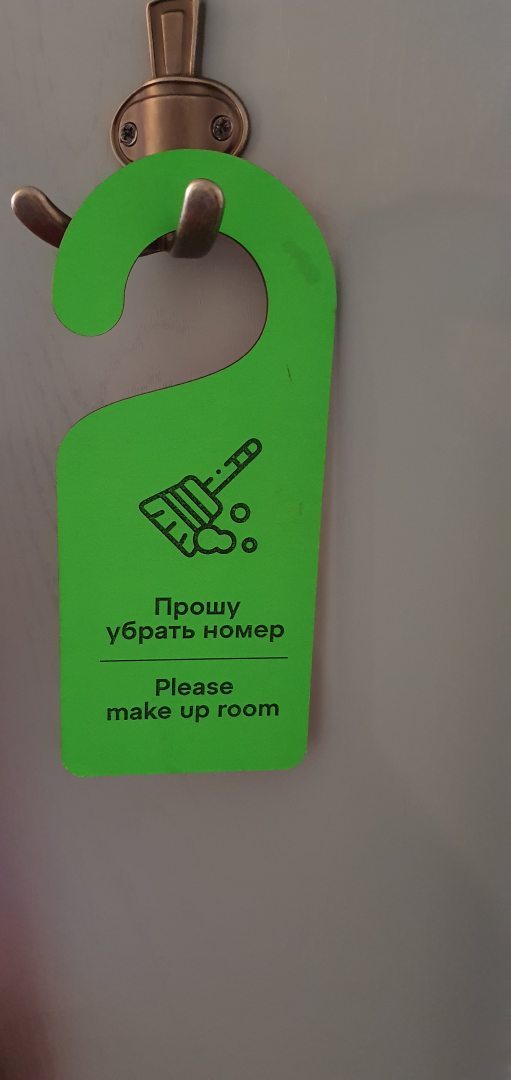 Прошу
убрать номер
Please
make up room